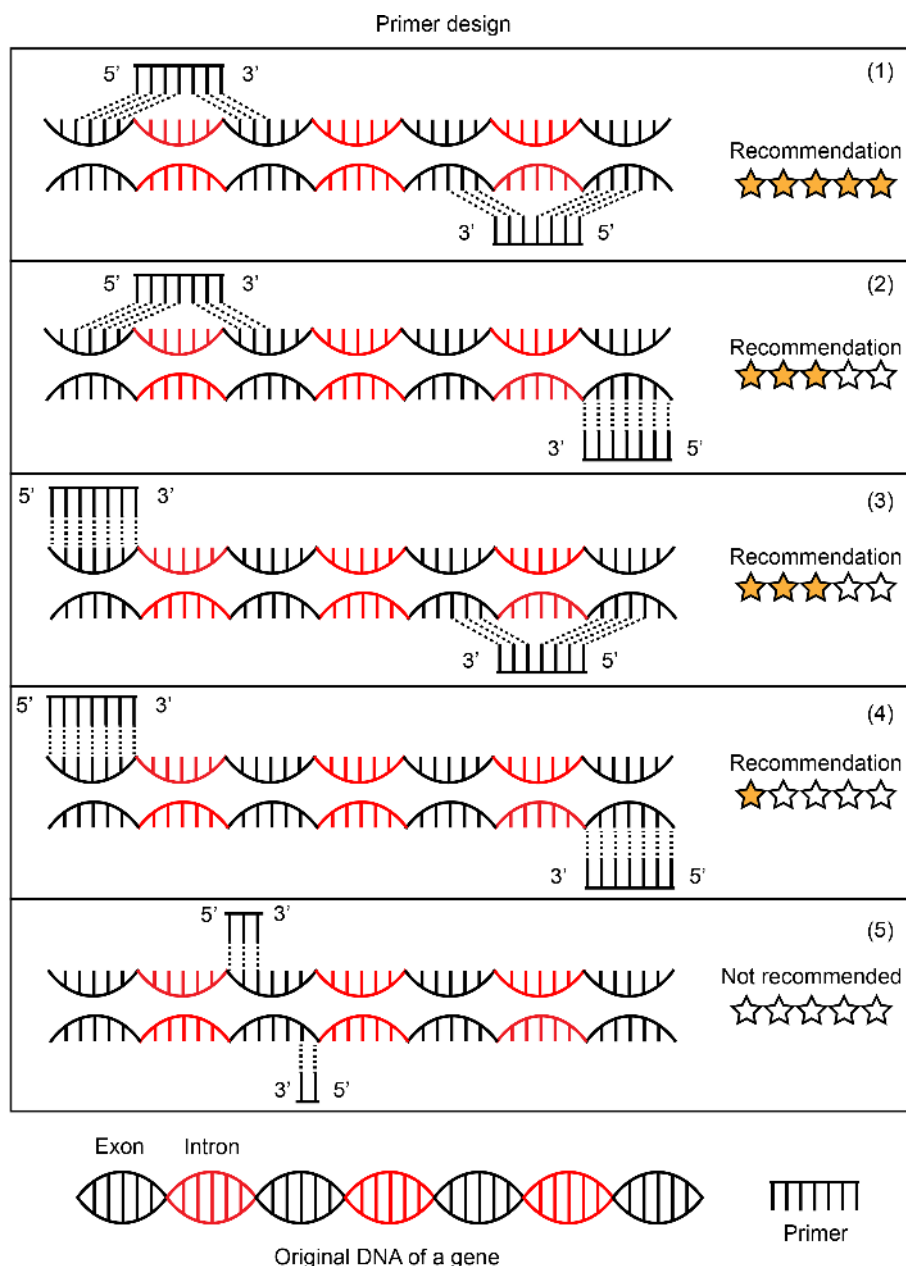 Primer design
5’ 3’ (1)
Recommendation
3’ 5’
5’ 3’ (2)
Recommendation
3’ 5’
5’ 3’ (3)
Recommendation
3’ 5’
5’ 3’ (4)
Recommendation
3’ 5’
5’ 3’ (5)
Not recommended
3’ 5’
Exon Intron
Primer
Original DNA of a gene